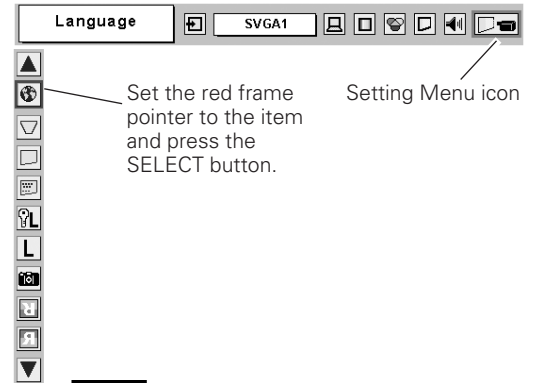 Language
SVGA1
Set the red frame
pointer to the item
and press the
SELECT button.
Setting Menu icon
L
L
R
R